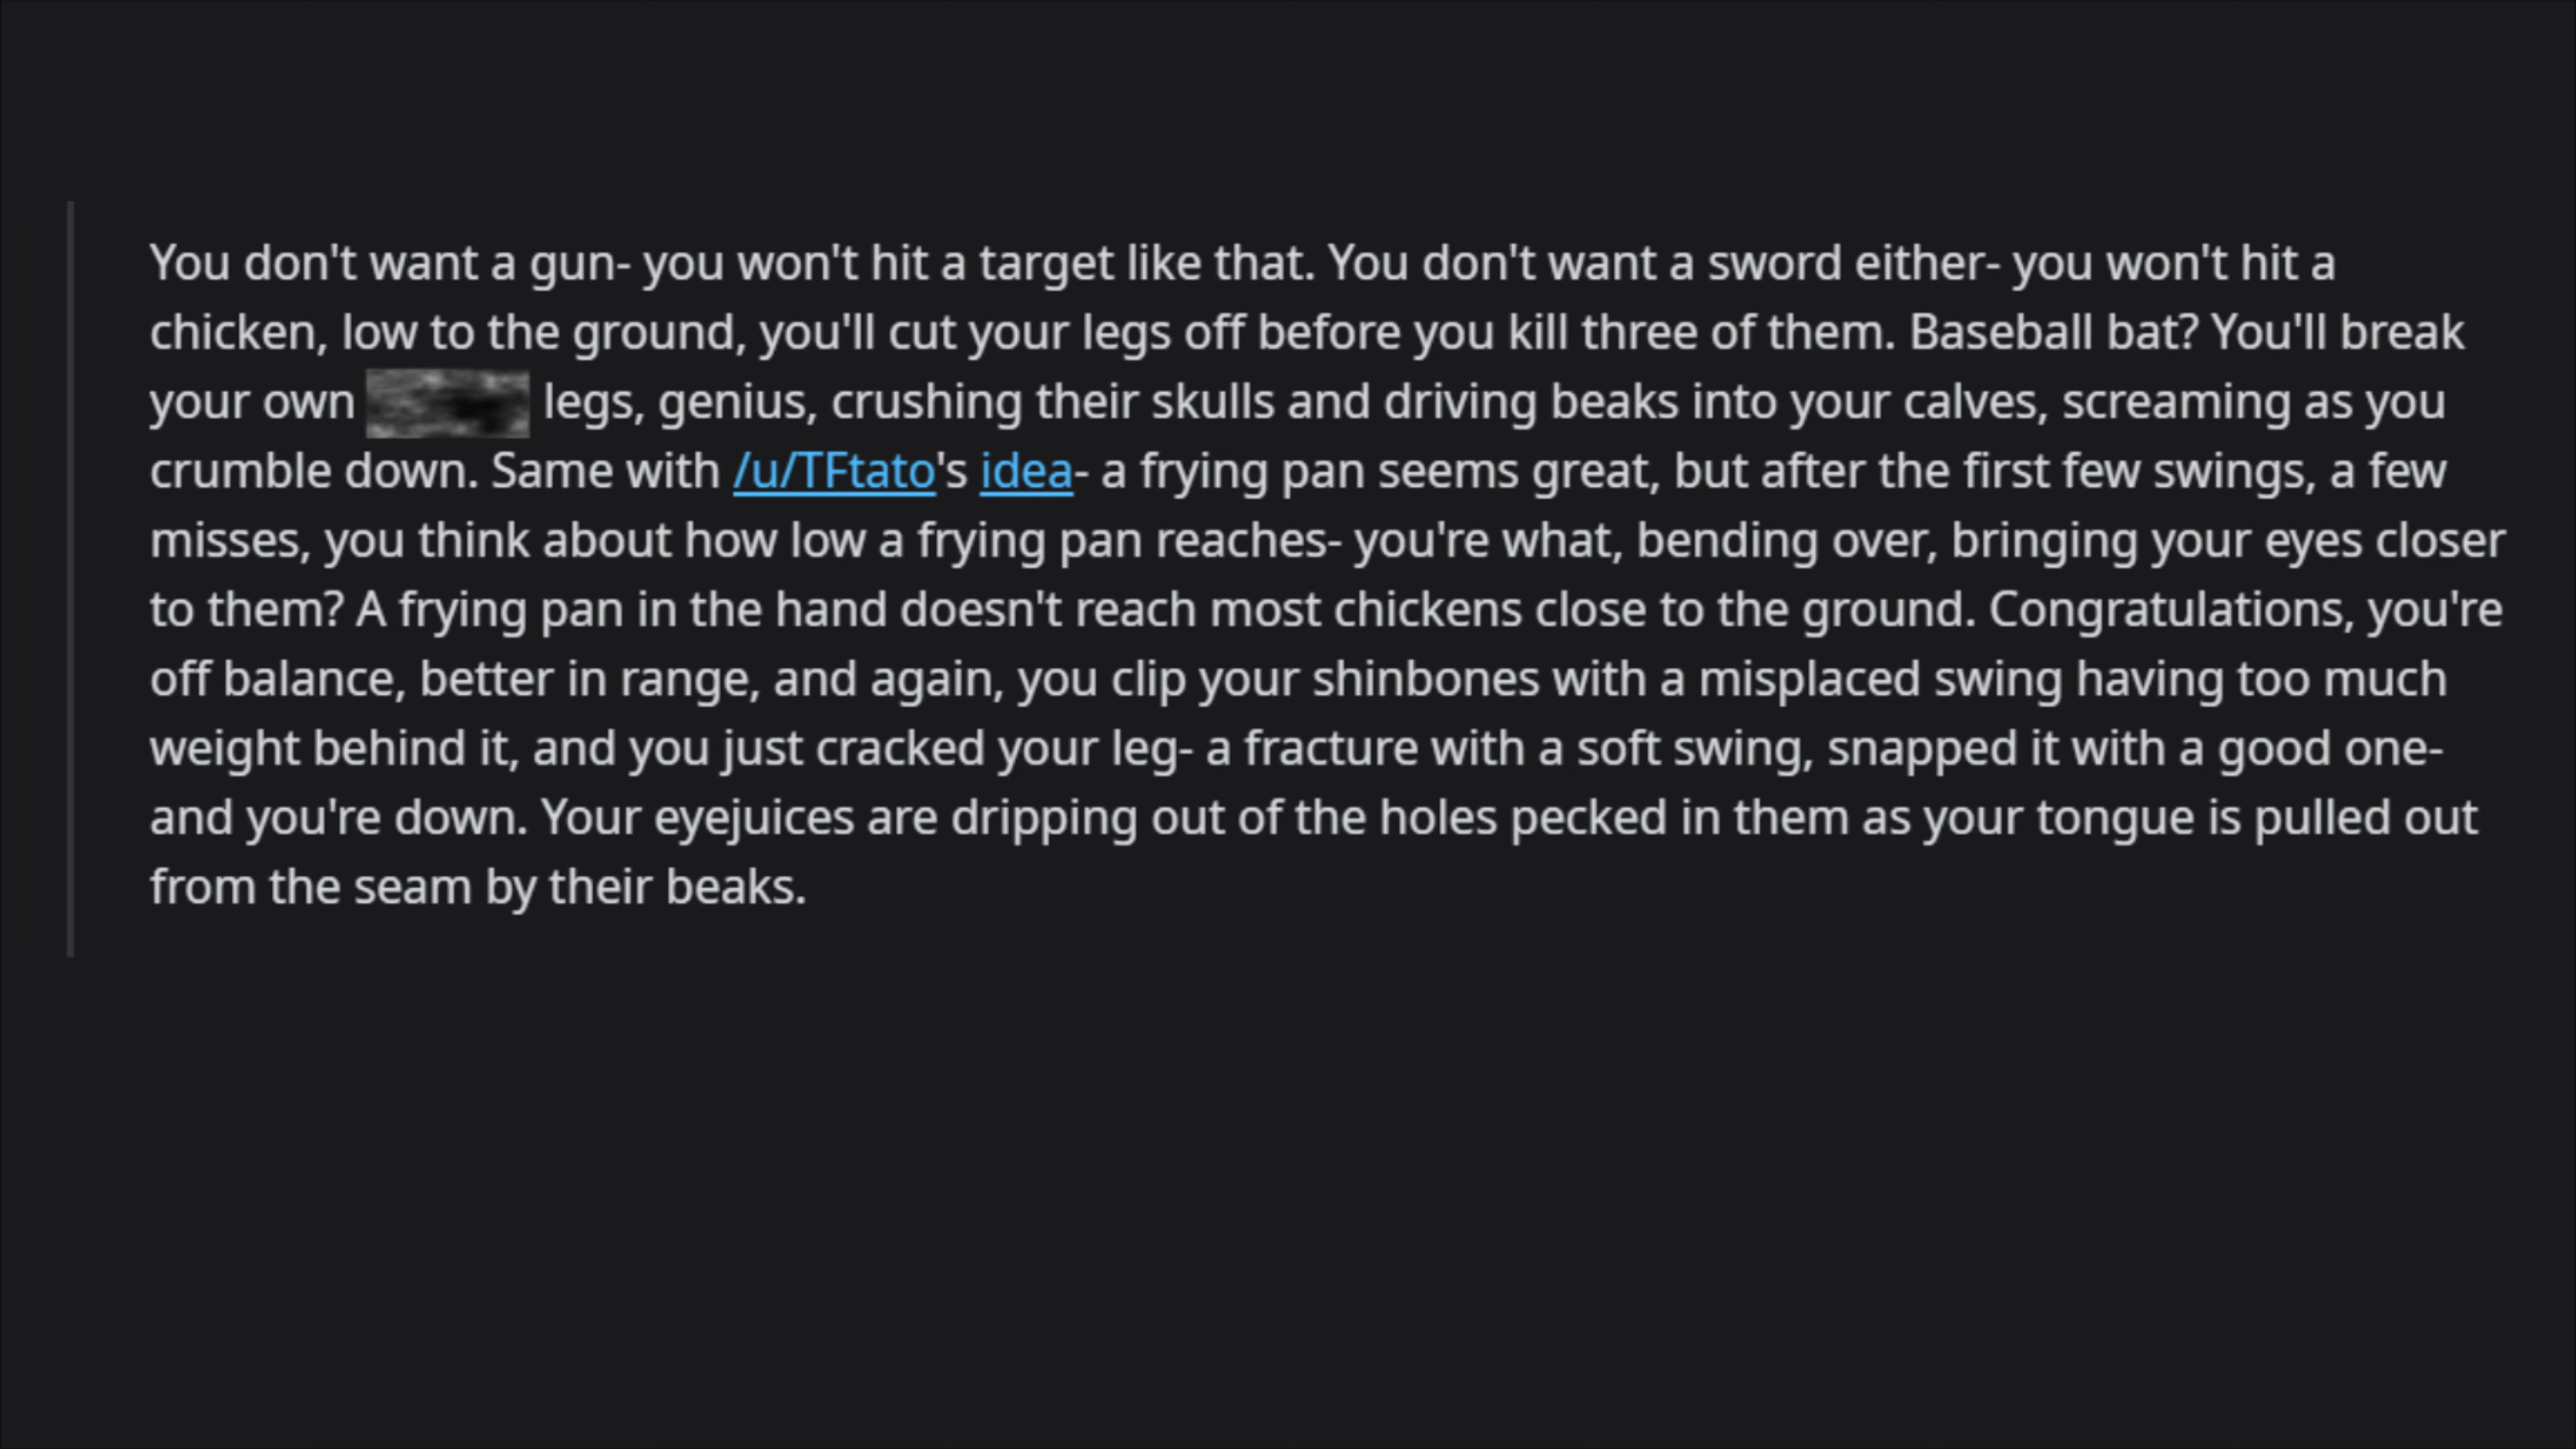 You don't want a gun- you won't hit a target like that. You don't want a sword either- you won't hit a
chicken, low to the ground, you'll cut your legs off before you kill three of them. Baseball bat? You'll break
your own legs, genius, crushing their skulls and driving beaks into your calves, screaming as you
crumble down. Same with /u/TFtato's idea- a frying pan seems great, but after the first few swings, a few
misses, you think about how low a frying pan reaches- you're what, bending over, bringing your eyes closer
to them? A frying pan in the hand doesn't reach most chickens close to the ground. Congratulations, you're
off balance, better in range, and again, you clip your shinbones with a misplaced swing having too much
weight behind it, and you just cracked your leg- a fracture with a soft swing, snapped it with a good one-
and you're down. Your eyejuices are dripping out of the holes pecked in them as your tongue is pulled out
from the seam by their beaks.